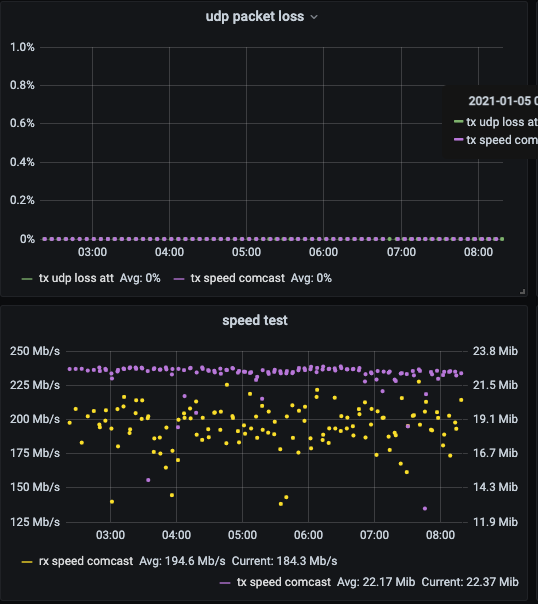 udp packet loss
1.0%
0.8%
0.6%
0.4%
0.2%
0%
2021-01-05 0
tx udp loss at
tx speed com
03:00 04:00 05:00 06:00 07:00 08:00
tx udp loss att Avg: 0% tx speed comcast Avg: 0%
speed test
250 Mb/s 23.8 Mib
225 Mb/s 21.5 Mib
200 Mb/s 19.1 Mib
175 Mb/s 16.7 Mib
150 Mb/s 14.3 Mib
125 Mb/s 11.9 Mib
03:00 04:00 05:00 06:00 07:00 08:00
rx speed comcast Avg: 194.6 Mb/s Current: 184.3 Mb/s
tx speed comcast Avg: 22.17 Mib Current: 22.37 Mib